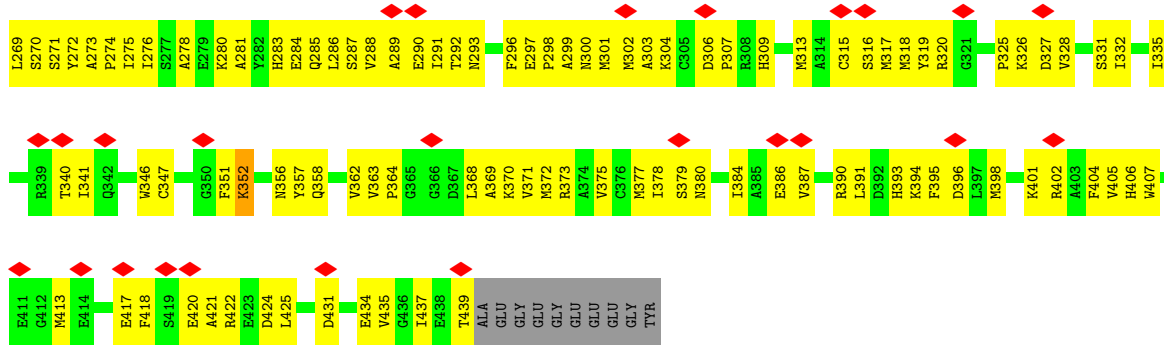 L269 S270 S271 Y272 A273 P274 I275 I276 S277 A278 E279 K280 A281 Y282 H283 E284 Q285 L286 S287 V288 A289 E290 I291 T292 N293 F296 E297 P298 A299 N300 M301 M302 A303 K304 C305 D306 P307 R308 H309 M313 A314 C315 S316 M317 M318 Y319 R320 G321 P325 K326 D327 V328 S331 I332 I335
R339 T340 I341 Q342 W346 C347 G350 F351 K352 N356 Y357 Q358 V362 V363 P364 G365 G366 D367 L368 A369 K370 V371 M372 R373 A374 V375 C376 M377 I378 S379 N380 I384 A385 E386 V387 R390 L391 D392 H393 K394 F395 D396 L397 M398 K401 R402 A403 F404 V405 H406 W407
E411 G412 M413 E414 E417 F418 S419 E420 A421 R422 E423 D424 L425 D431 E434 V435 G436 I437 E438 T439 ALA GLU GLY GLU GLY GLU GLU GLU GLY TYR